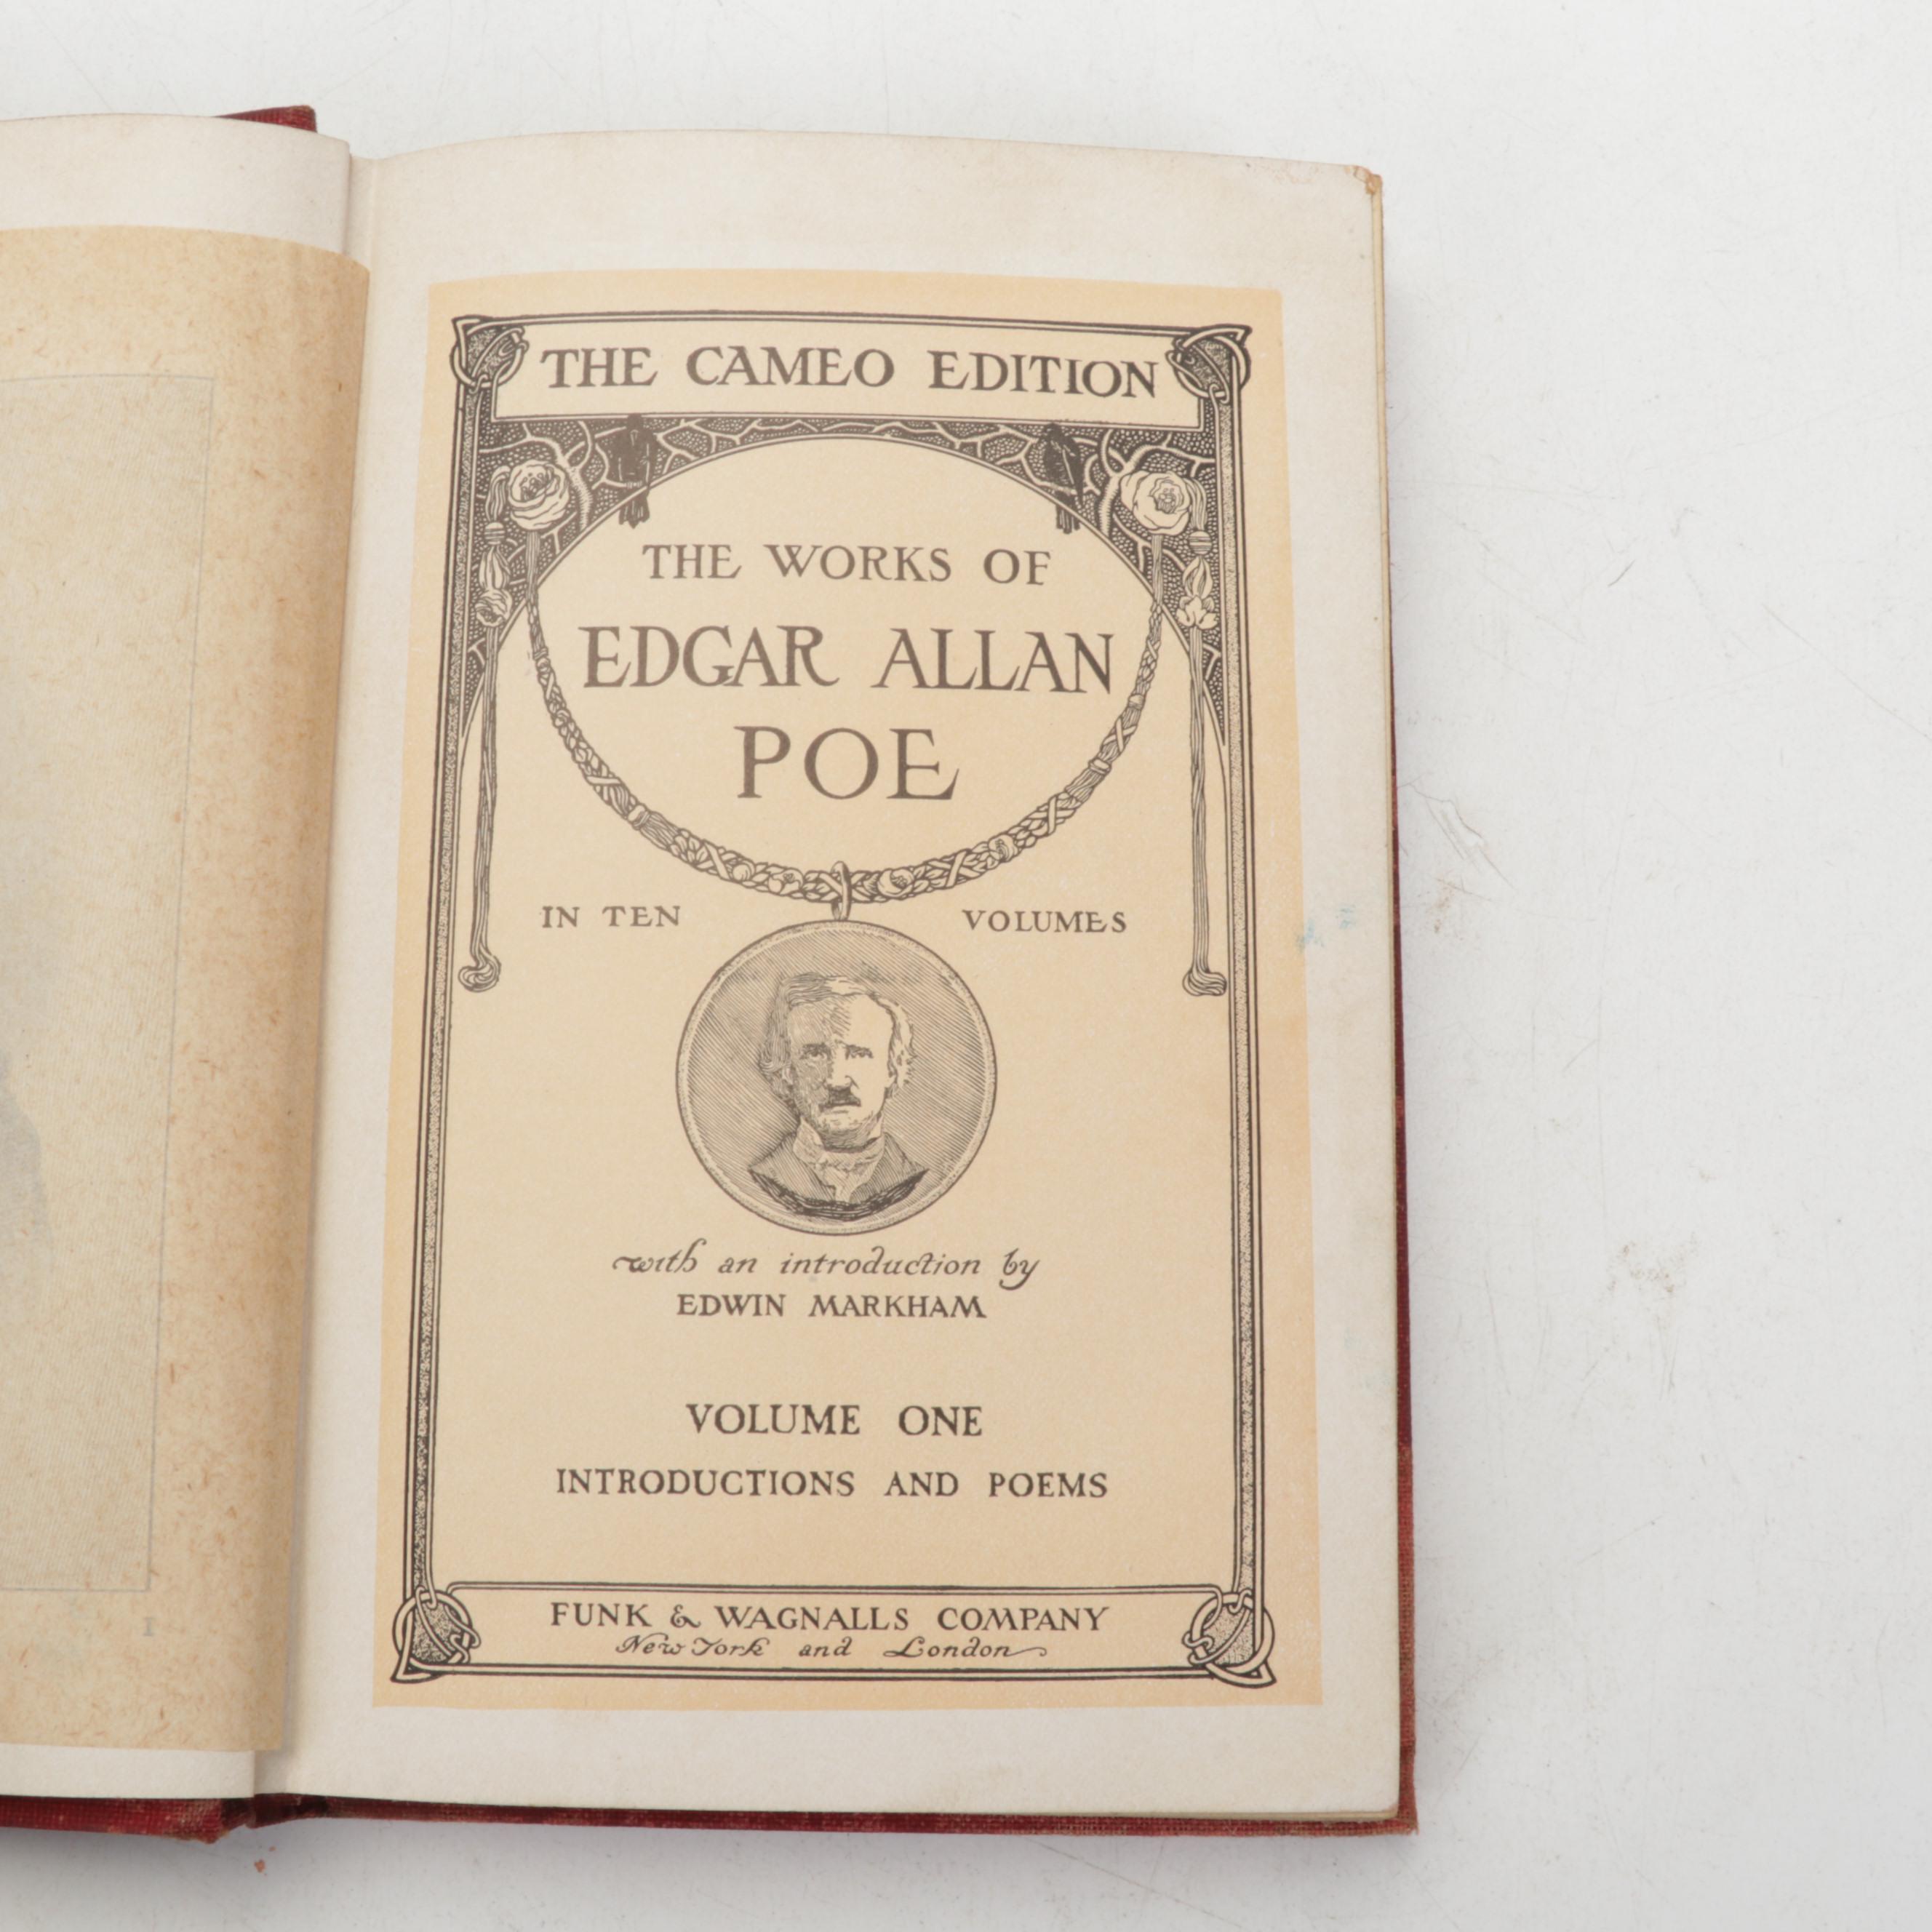 THE CAMEO EDITION
THE WORKS OF
EDGAR ALLAN
POE
IN TEN VOLUMES
with an introduction by
EDWIN MARKHAM
VOLUME ONE
INTRODUCTIONS AND POEMS
FUNK & WAGNALLS COMPANY
New York and London